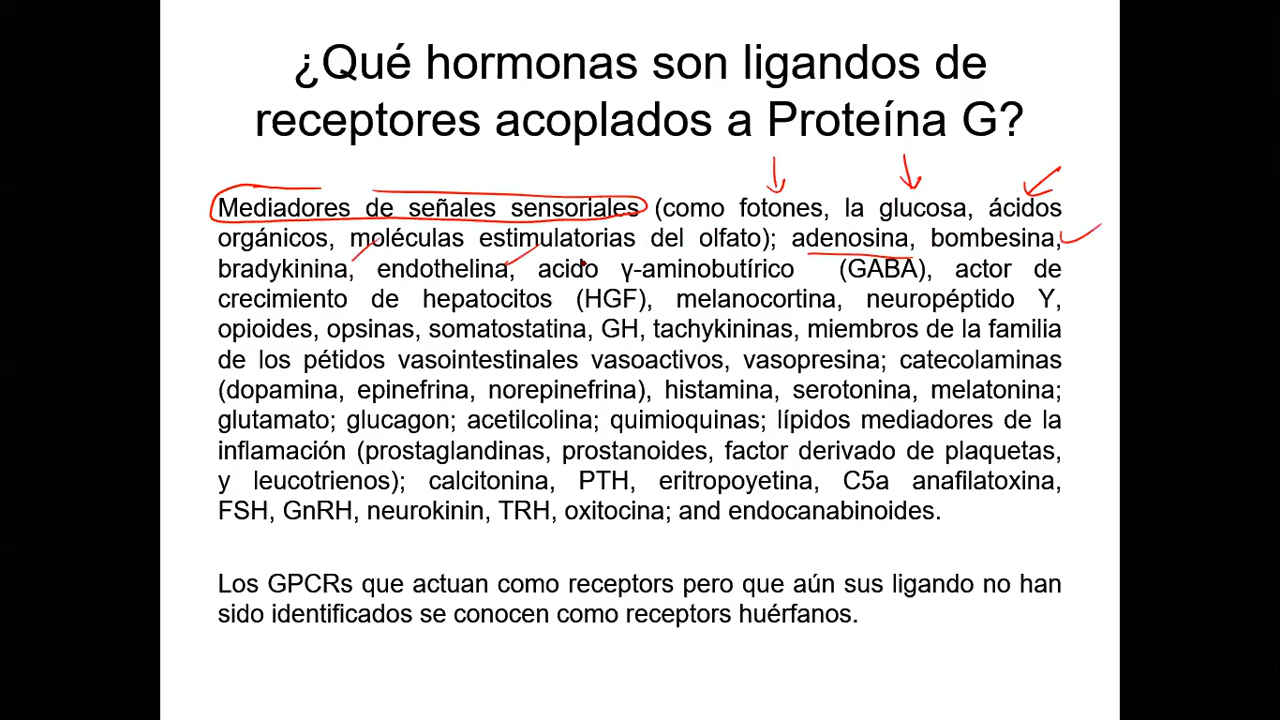 ¿Qué hormonas son ligandos de
receptores acoplados a Proteína G?
Mediadores de señales sensoriales (como fotones, la glucosa, ácidos
orgánicos, moléculas estimulatorias del olfato); adenosina, bombesina,
bradykinina, endothelina, acido γ-aminobutírico (GABA), actor de
crecimiento de hepatocitos (HGF), melanocortina, neuropéptido Y,
opioides, opsinas, somatostatina, GH, tachykininas, miembros de la familia
de los pétidos vasointestinales vasoactivos, vasopresina; catecolaminas
(dopamina, epinefrina, norepinefrina), histamina, serotonina, melatonina;
glutamato; glucagon; acetilcolina; quimioquinas; lípidos mediadores de la
inflamación (prostaglandinas, prostanoides, factor derivado de plaquetas,
y leucotrienos); calcitonina, PTH, eritropoyetina, C5a anafilatoxina,
FSH, GnRH, neurokinin, TRH, oxitocina; and endocanabinoides.
Los GPCRs que actuan como receptors pero que aún sus ligando no han
sido identificados se conocen como receptors huérfanos.